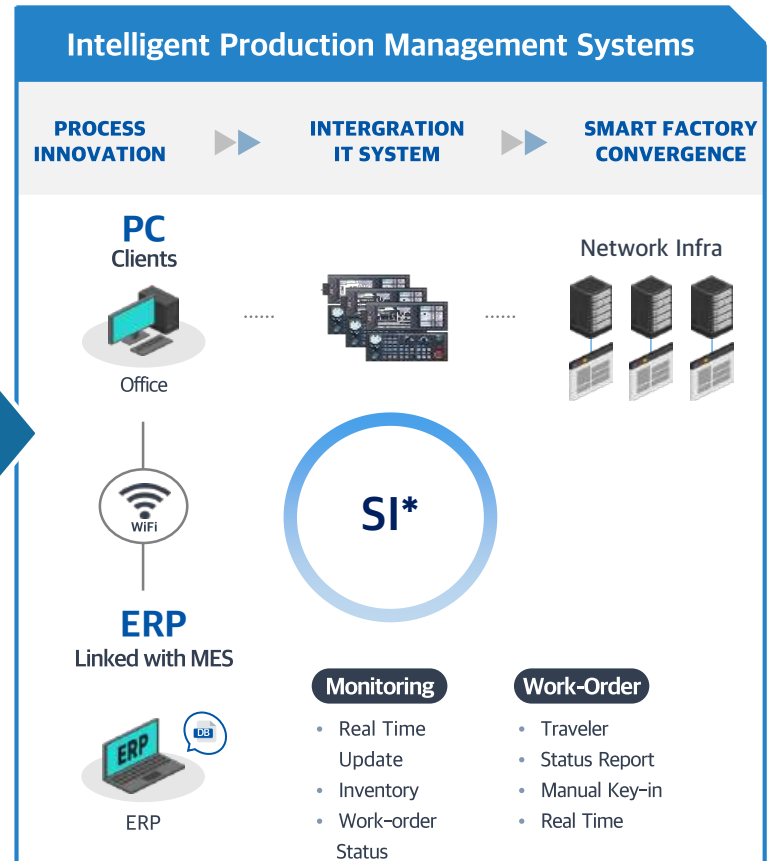 Intelligent Production Management Systems
PROCESS
INNOVATION
INTERGRATION
IT SYSTEM
SMART FACTORY
CONVERGENCE
PC
Clients
Office
Network Infra
WiFi
SI*
ERP
Linked with MES
ERP
DB
ERP
Monitoring
• Real Time
Update
• Inventory
• Work-order
Status
Work-Order
• Traveler
• Status Report
• Manual Key-in
• Real Time